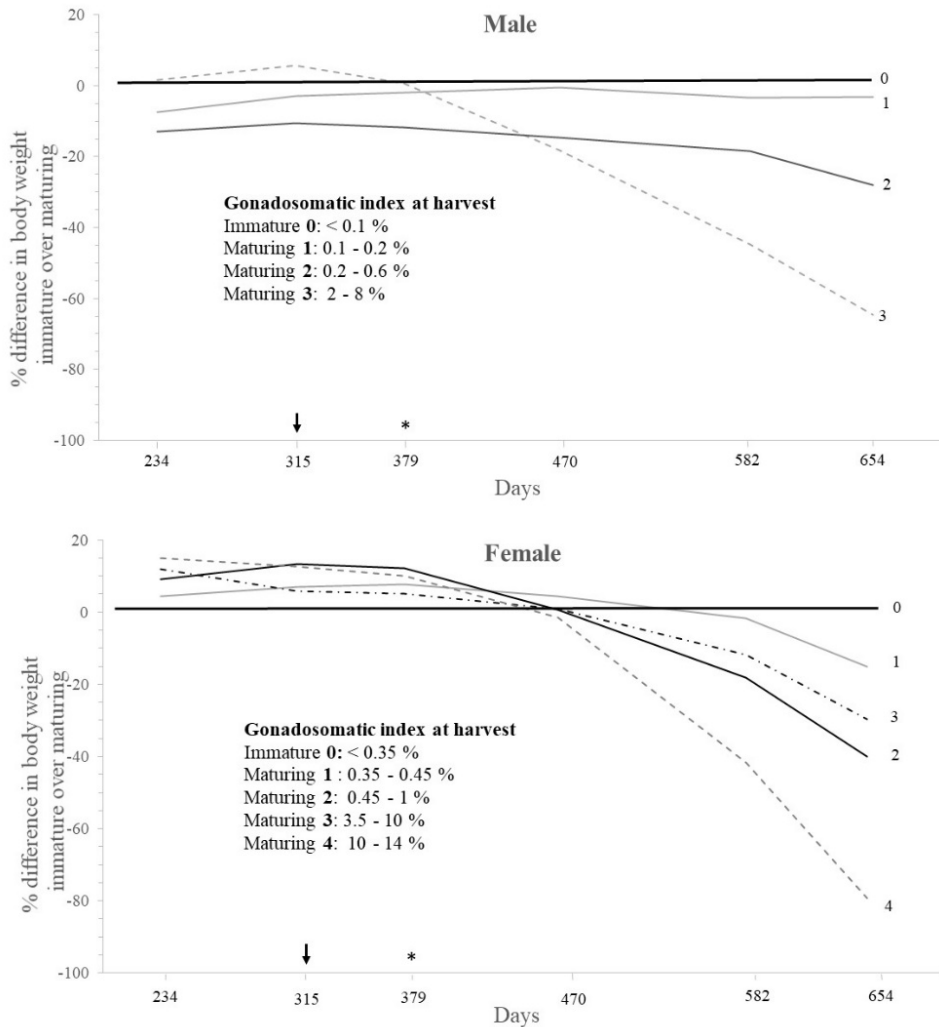 Male
% difference in body weight
immature over maturing
20
0
-20
-40
-60
-80
-100
0
1
2
3
Gonadosomatic index at harvest
Immature 0: < 0.1 %
Maturing 1: 0.1 - 0.2 %
Maturing 2: 0.2 - 0.6 %
Maturing 3: 2 - 8 %
*
234 315 379 470 582 654
Days
Female
% difference in body weight
immature over maturing
20
0
-20
-40
-60
-80
-100
0
1
3
2
4
Gonadosomatic index at harvest
Immature 0: < 0.35 %
Maturing 1 : 0.35 - 0.45 %
Maturing 2: 0.45 - 1 %
Maturing 3: 3.5 - 10 %
Maturing 4: 10 - 14 %
*
234 315 379 470 582 654
Days